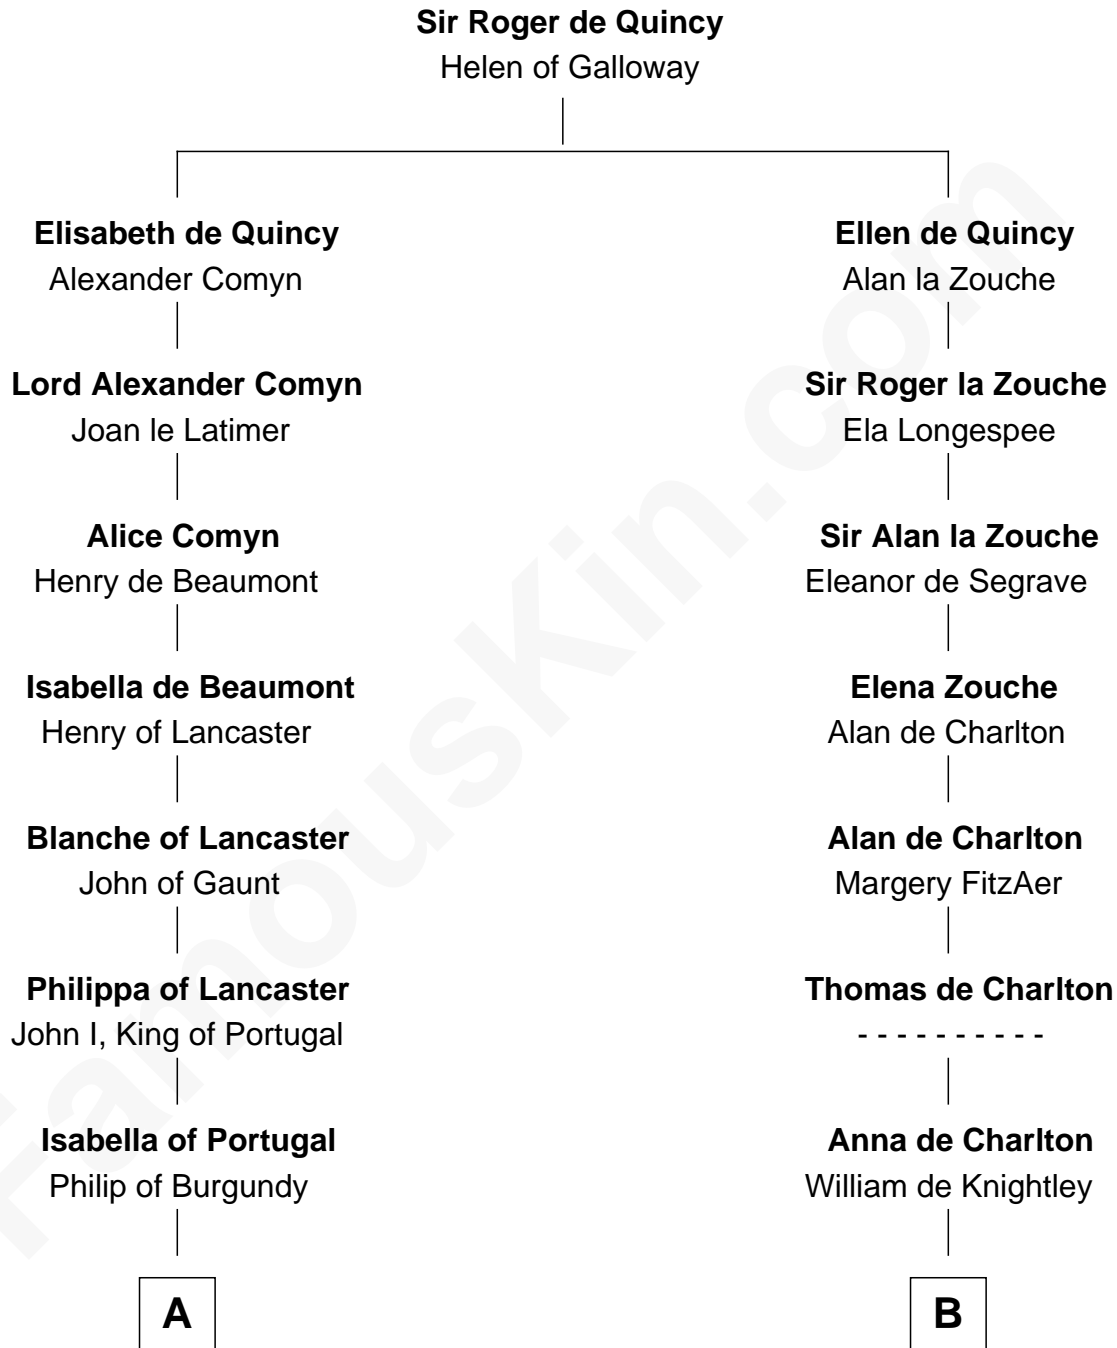 Sir Roger de Quincy
Helen of Galloway
Elisabeth de Quincy
Alexander Comyn
Lord Alexander Comyn
Joan le Latimer
Alice Comyn
Henry de Beaumont
Isabella de Beaumont
Henry of Lancaster
Blanche of Lancaster
John of Gaunt
Philippa of Lancaster
John I, King of Portugal
Isabella of Portugal
Philip of Burgundy
A
Ellen de Quincy
Alan la Zouche
Sir Roger la Zouche
Ela Longespee
Sir Alan la Zouche
Eleanor de Segrave
Elena Zouche
Alan de Charlton
Alan de Charlton
Margery FitzAer
Thomas de Charlton
- - - - - - - - - -
Anna de Charlton
William de Knightley
B
FamousKin.com